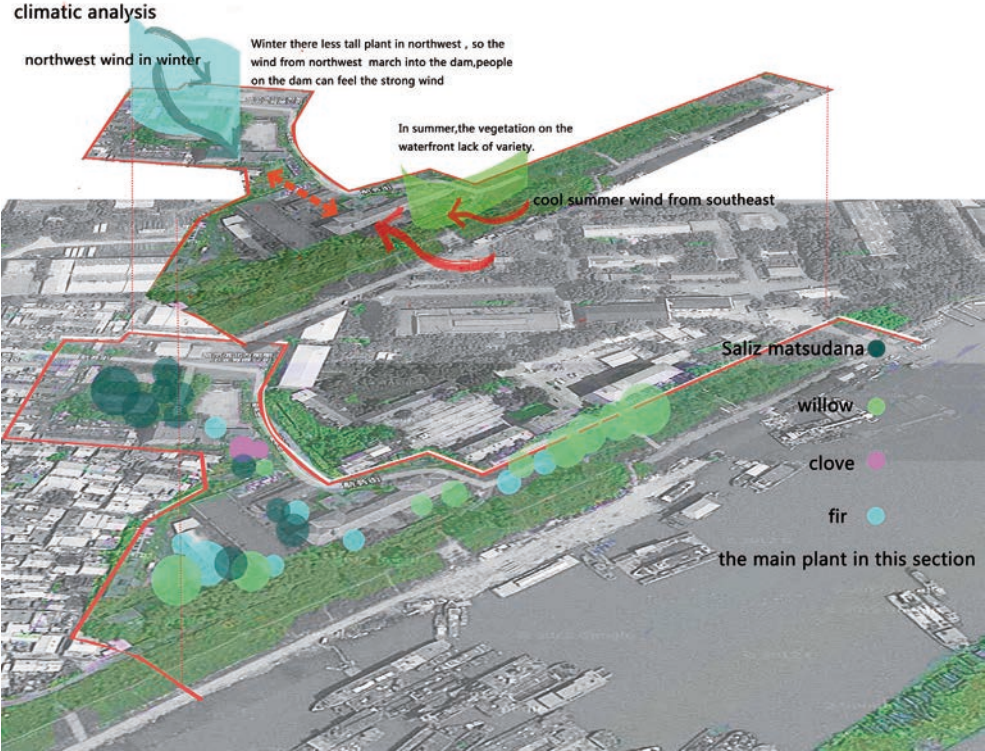 climatic analysis
northwest wind in winter
Winter there less tall plant in northwest , so the
wind from northwest march into the dam,people
on the dam can feel the strong wind
In summer,the vegetation on the
waterfront lack of variety.
cool summer wind from southeast
Saliz matsudana
willow
clove
fir
the main plant in this section